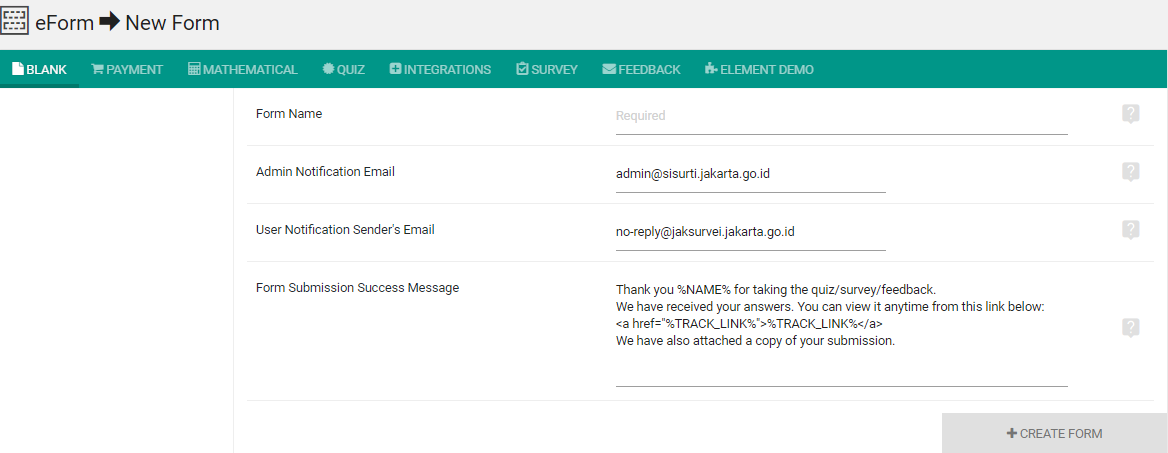 eForm New Form
BLANK PAYMENT MATHEMATICAL QUIZ INTEGRATIONS SURVEY FEEDBACK ELEMENT DEMO
Form Name Required
Admin Notification Email admin@sisurti.jakarta.go.id
User Notification Sender's Email no-reply@jaksurvei.jakarta.go.id
Form Submission Success Message
Thank you %NAME% for taking the quiz/survey/feedback.
We have received your answers. You can view it anytime from this link below:
<a href="%TRACK_LINK%">%TRACK_LINK%</a>
We have also attached a copy of your submission.
CREATE FORM